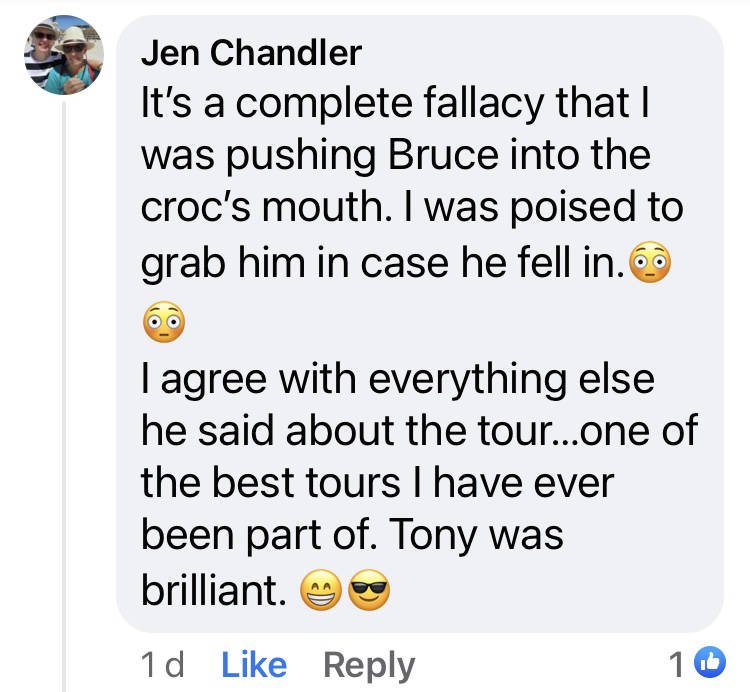 Jen Chandler
It's a complete fallacy that I
was pushing Bruce into the
croc's mouth. I was poised to
grab him in case he fell in.😳
😳
I agree with everything else
he said about the tour...one of
the best tours I have ever
been part of. Tony was
brilliant. 😁😎
1 d Like Reply 1